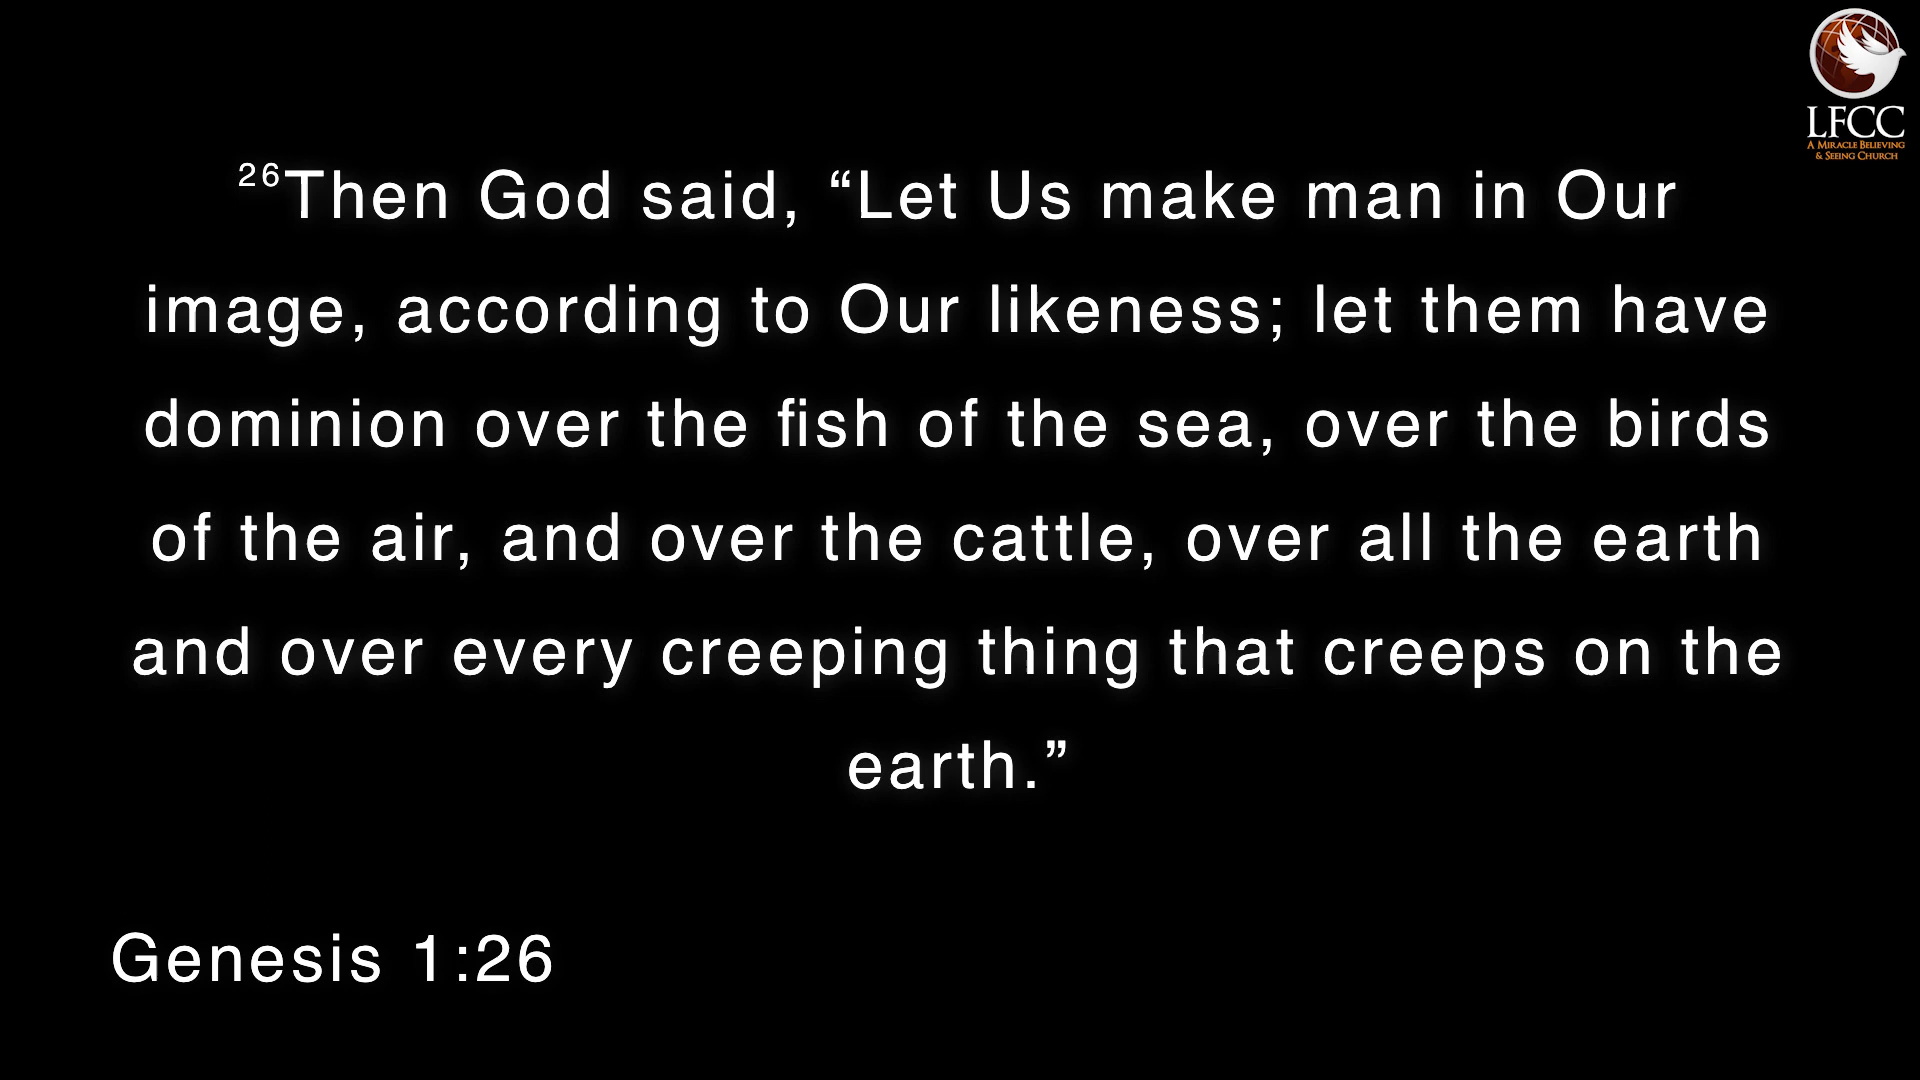 LFCC
A Miracle Believing
& Seeing Church
26Then God said, “Let Us make man in Our
image, according to Our likeness; let them have
dominion over the fish of the sea, over the birds
of the air, and over the cattle, over all the earth
and over every creeping thing that creeps on the
earth.”
Genesis 1:26